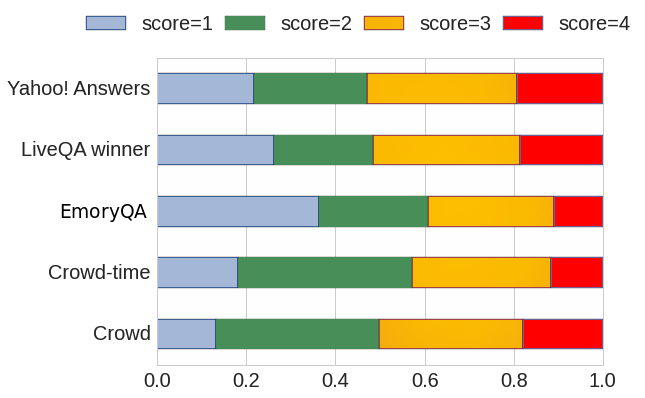 score=1 score=2 score=3 score=4
Yahoo! Answers
LiveQA winner
EmoryQA
Crowd-time
Crowd
0.0 0.2 0.4 0.6 0.8 1.0